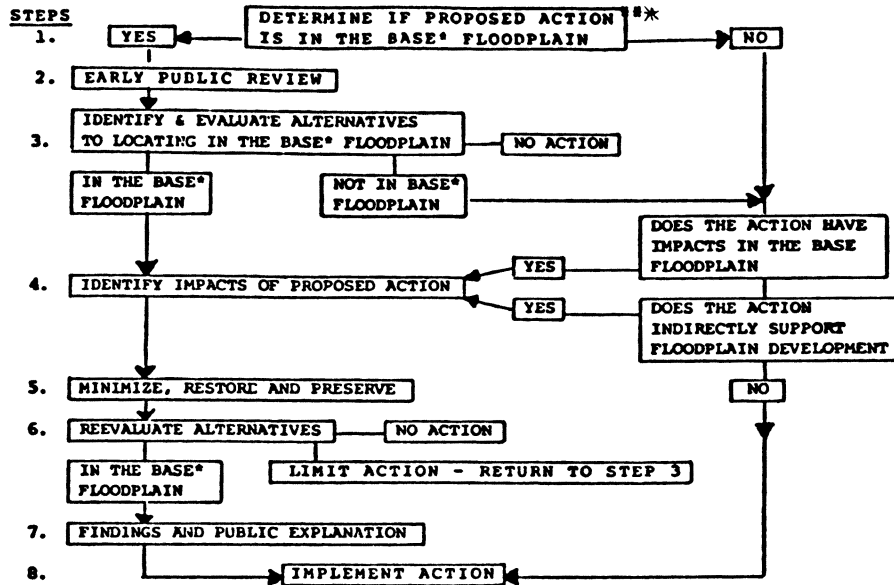 STEPS
DETERMINE IF PROPOSED ACTION***
1. YES IS IN THE BASE* FLOODPLAIN NO
2. EARLY PUBLIC REVIEW
IDENTIFY & EVALUATE ALTERNATIVES
3. TO LOCATING IN THE BASE* FLOODPLAIN NO ACTION
IN THE BASE*
FLOODPLAIN
NOT IN BASE*
FLOODPLAIN
DOES THE ACTION HAVE
IMPACTS IN THE BASE
FLOODPLAIN
YES
4. IDENTIFY IMPACTS OF PROPOSED ACTION
YES
DOES THE ACTION
INDIRECTLY SUPPORT
FLOODPLAIN DEVELOPMENT
5. MINIMIZE, RESTORE AND PRESERVE NO
6. REEVALUATE ALTERNATIVES NO ACTION
IN THE BASE*
FLOODPLAIN
LIMIT ACTION - RETURN TO STEP 3
7. FINDINGS AND PUBLIC EXPLANATION
8. IMPLEMENT ACTION